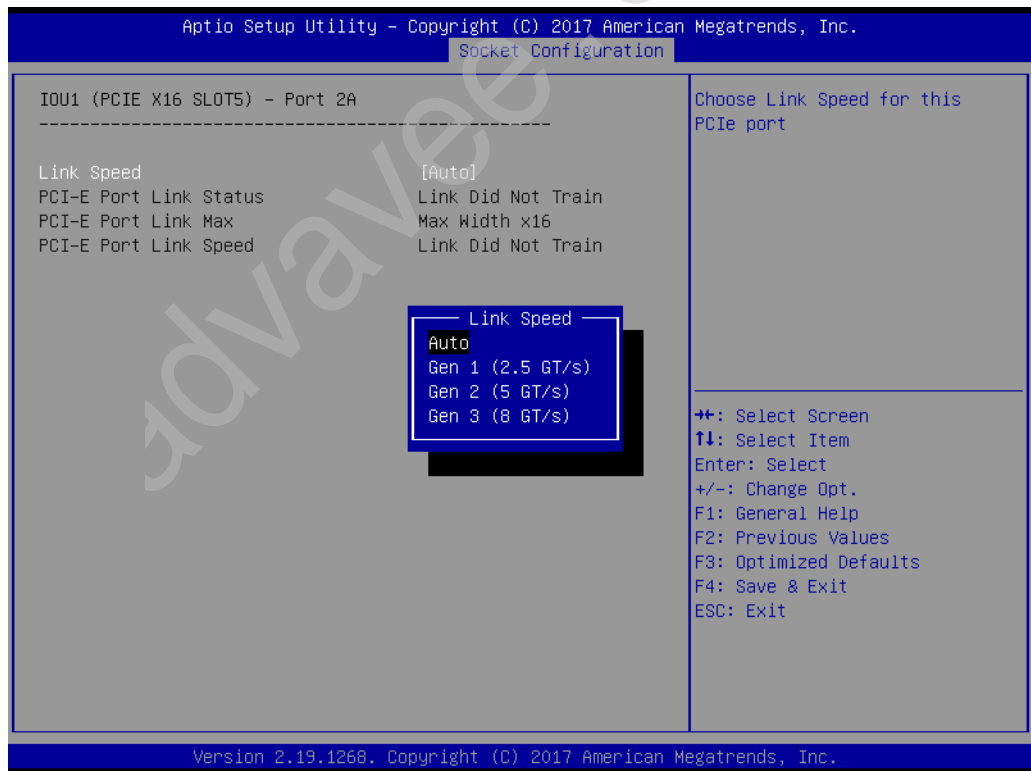 Aptio Setup Utility – Copyright (C) 2017 American Megatrends, Inc.
Socket Configuration
IOU1 (PCIE X16 SLOT5) – Port 2A
--------------------------------------------------
Link Speed [Auto]
PCI-E Port Link Status Link Did Not Train
PCI-E Port Link Max Max Width x16
PCI-E Port Link Speed Link Did Not Train
Link Speed
Auto
Gen 1 (2.5 GT/s)
Gen 2 (5 GT/s)
Gen 3 (8 GT/s)
Choose Link Speed for this
PCIe port
→←: Select Screen
↑↓: Select Item
Enter: Select
+/-: Change Opt.
F1: General Help
F2: Previous Values
F3: Optimized Defaults
F4: Save & Exit
ESC: Exit
Version 2.19.1268. Copyright (C) 2017 American Megatrends, Inc.
advavee